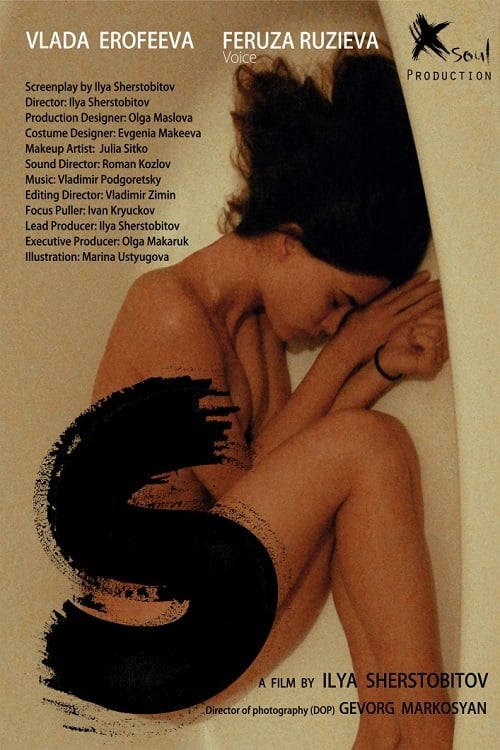 VLADA EROFEEVA FERUZA RUZIEVA
Voice
soul
PRODUCTION
Screenplay by Ilya Sherstobitov
Director: Ilya Sherstobitov
Production Designer: Olga Maslova
Costume Designer: Evgenia Makeeva
Makeup Artist: Julia Sitko
Sound Director: Roman Kozlov
Music: Vladimir Podgoretsky
Editing Director: Vladimir Zimin
Focus Puller: Ivan Kryuckov
Lead Producer: Ilya Sherstobitov
Executive Producer: Olga Makaruk
Illustration: Marina Ustyugova
S
A FILM BY ILYA SHERSTOBITOV
Director of photography (DOP) GEVORG MARKOSYAN